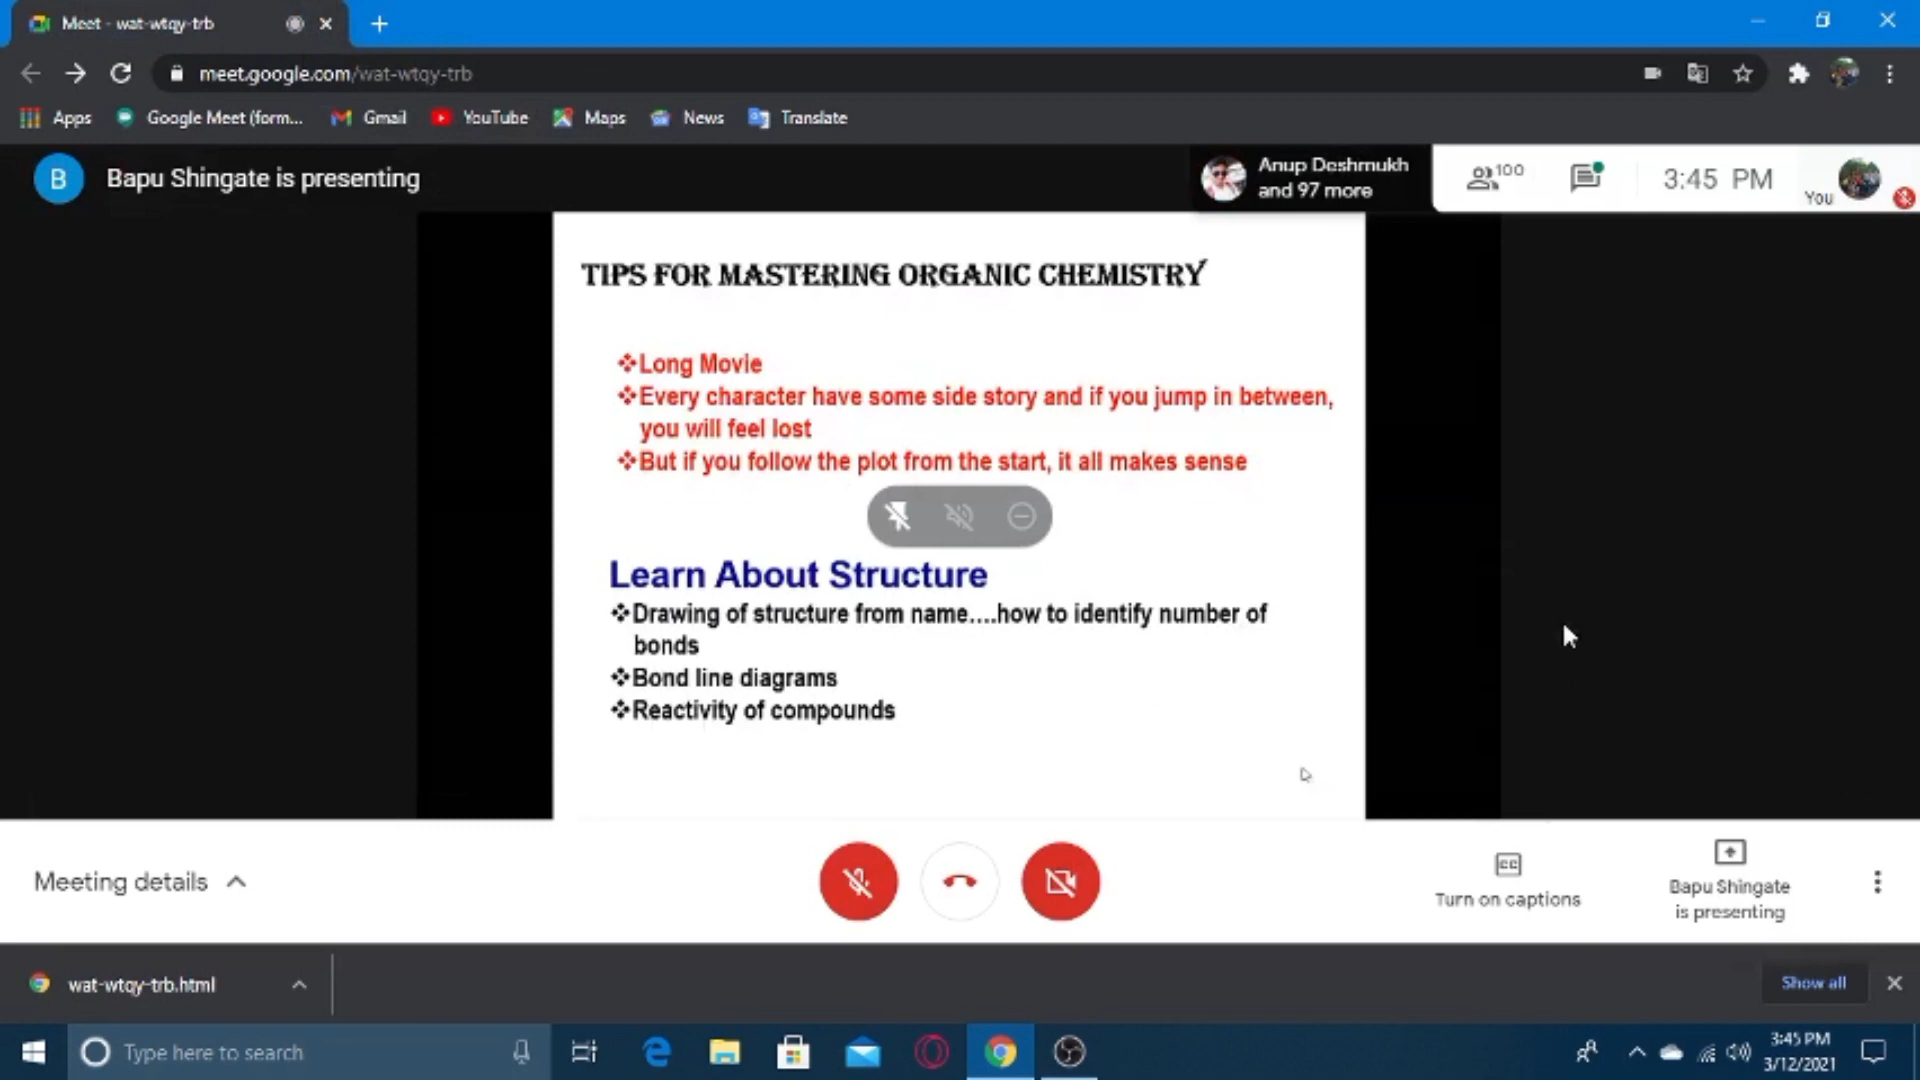 Meet - wat-wtqy-trb
meet.google.com/wat-wtqy-trb
Apps Google Meet (form... Gmail YouTube Maps News Translate
B Bapu Shingate is presenting
Anup Deshmukh
and 97 more
100
3:45 PM
You
TIPS FOR MASTERING ORGANIC CHEMISTRY
❖Long Movie
❖Every character have some side story and if you jump in between,
you will feel lost
❖But if you follow the plot from the start, it all makes sense
Learn About Structure
❖Drawing of structure from name....how to identify number of
bonds
❖Bond line diagrams
❖Reactivity of compounds
Meeting details
CC
Turn on captions
Bapu Shingate
is presenting
wat-wtqy-trb.html
Show all
Type here to search
3:45 PM
3/12/2021